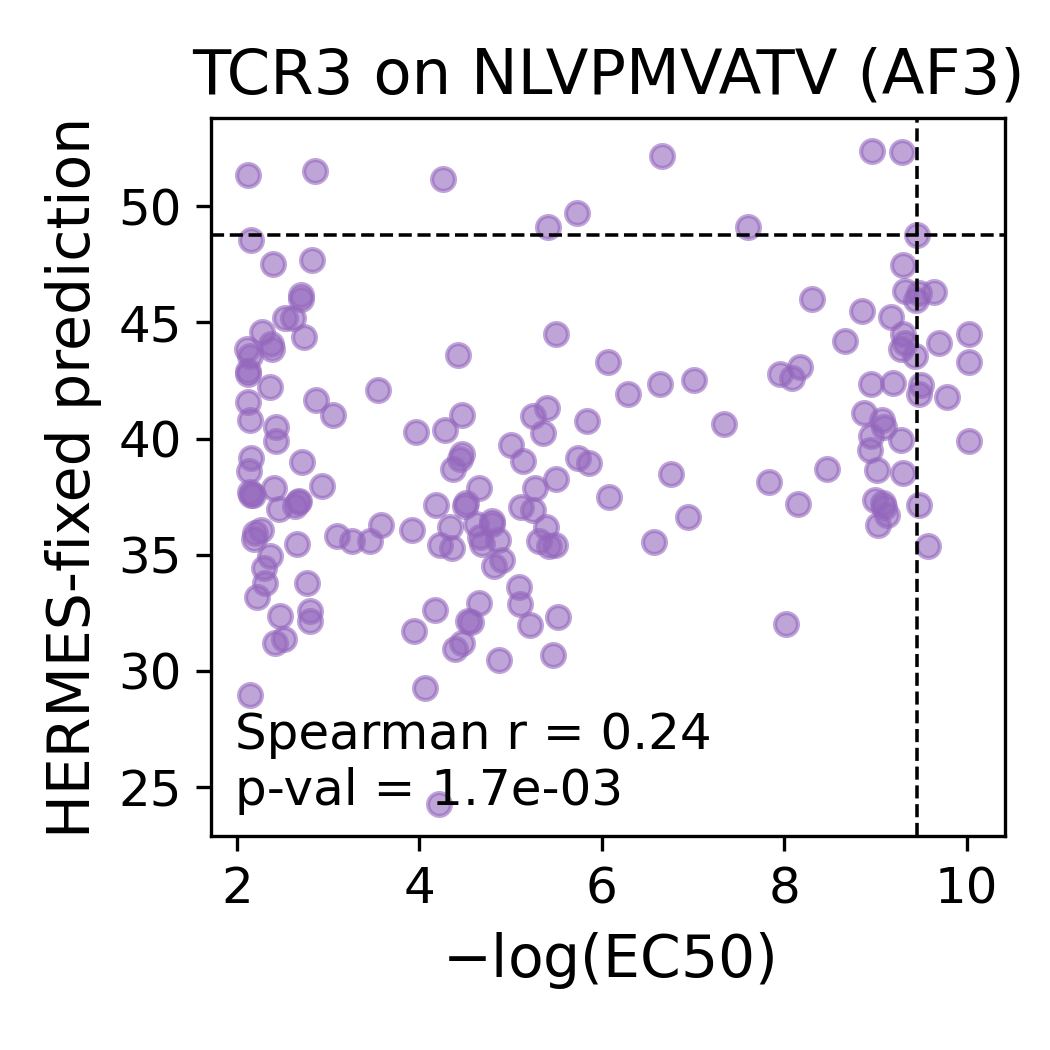 TCR3 on NLVPMVATV (AF3)
HERMES-fixed prediction
50
45
40
35
30
25
Spearman r = 0.24
p-val = 1.7e-03
2 4 6 8 10
−log(EC50)